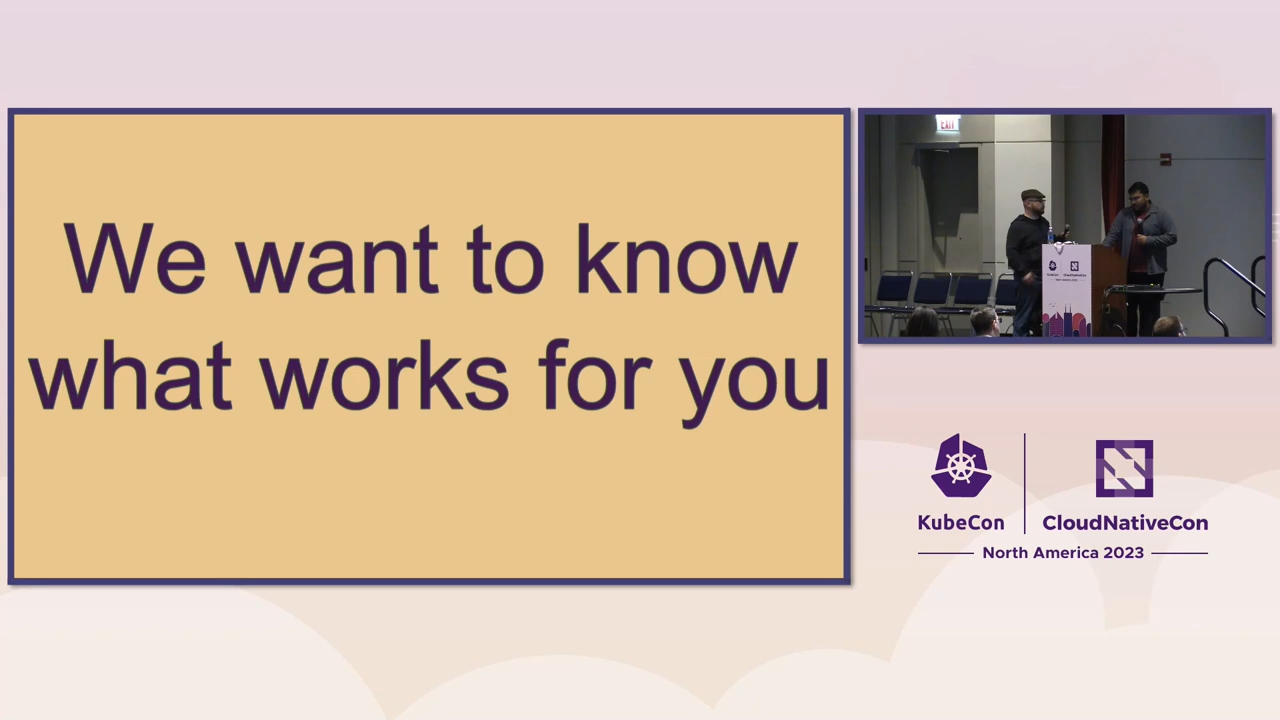 We want to know
what works for you
EXIT
KubeCon
CloudNativeCon
North America 2023